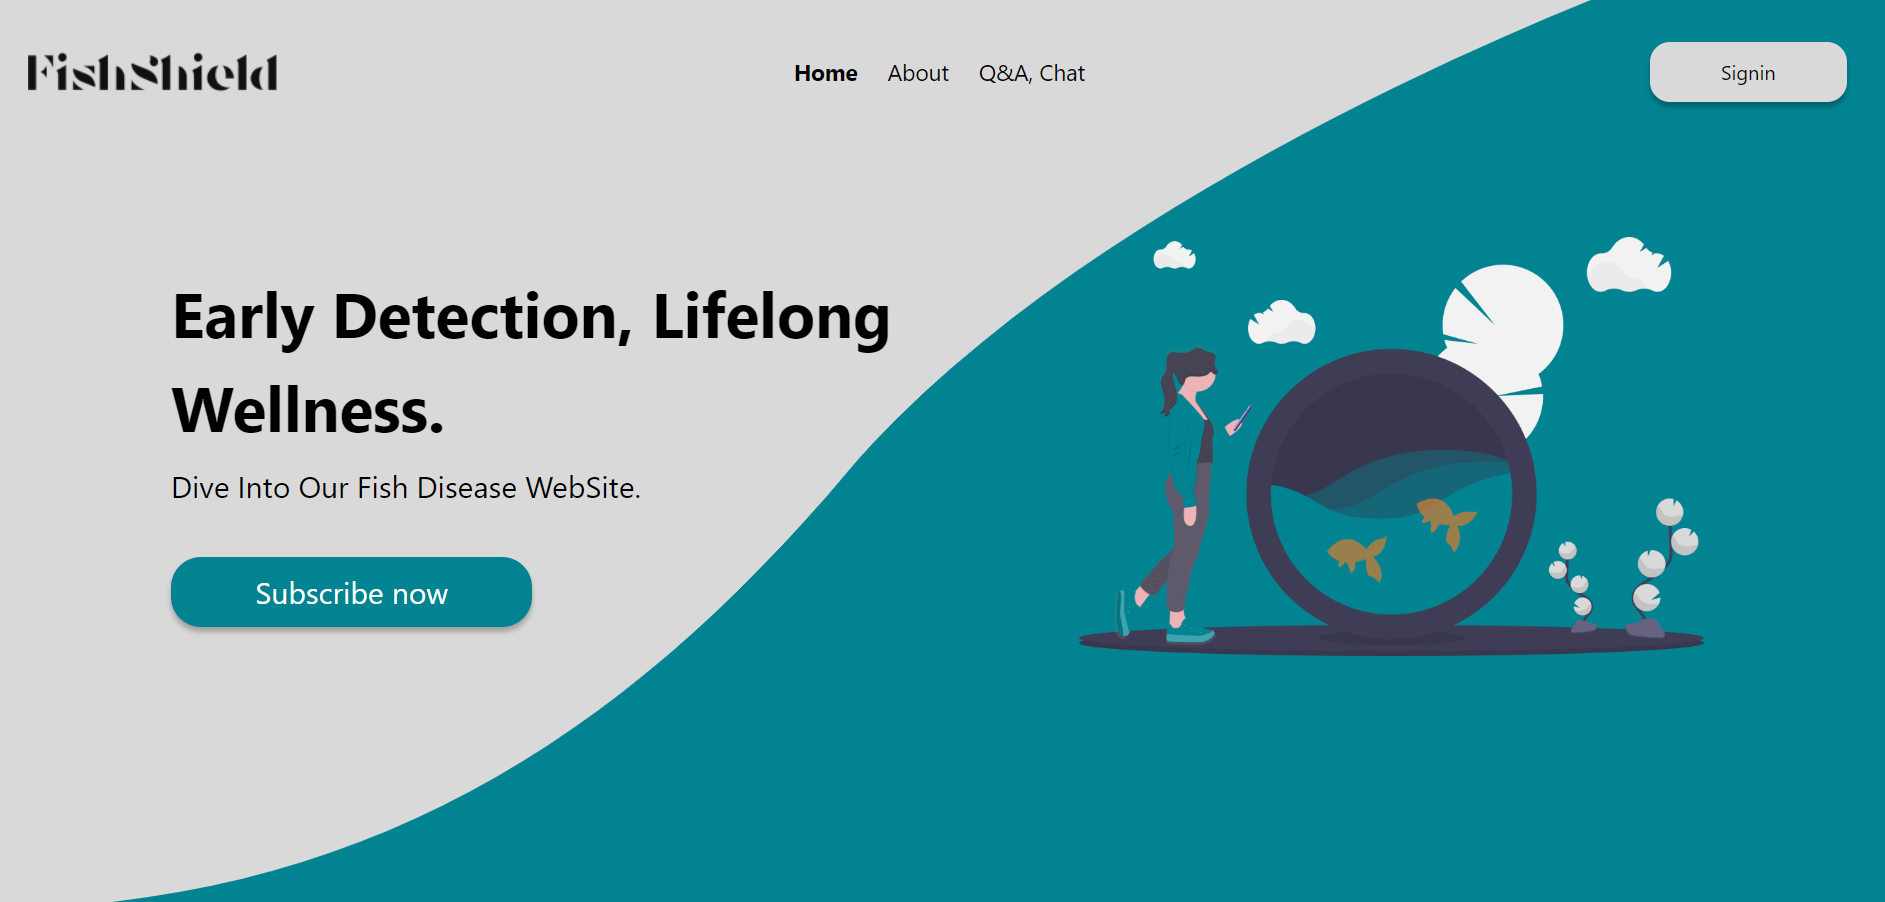 FishShield
Home About Q&A, Chat
Signin
Early Detection, Lifelong
Wellness.
Dive Into Our Fish Disease WebSite.
Subscribe now